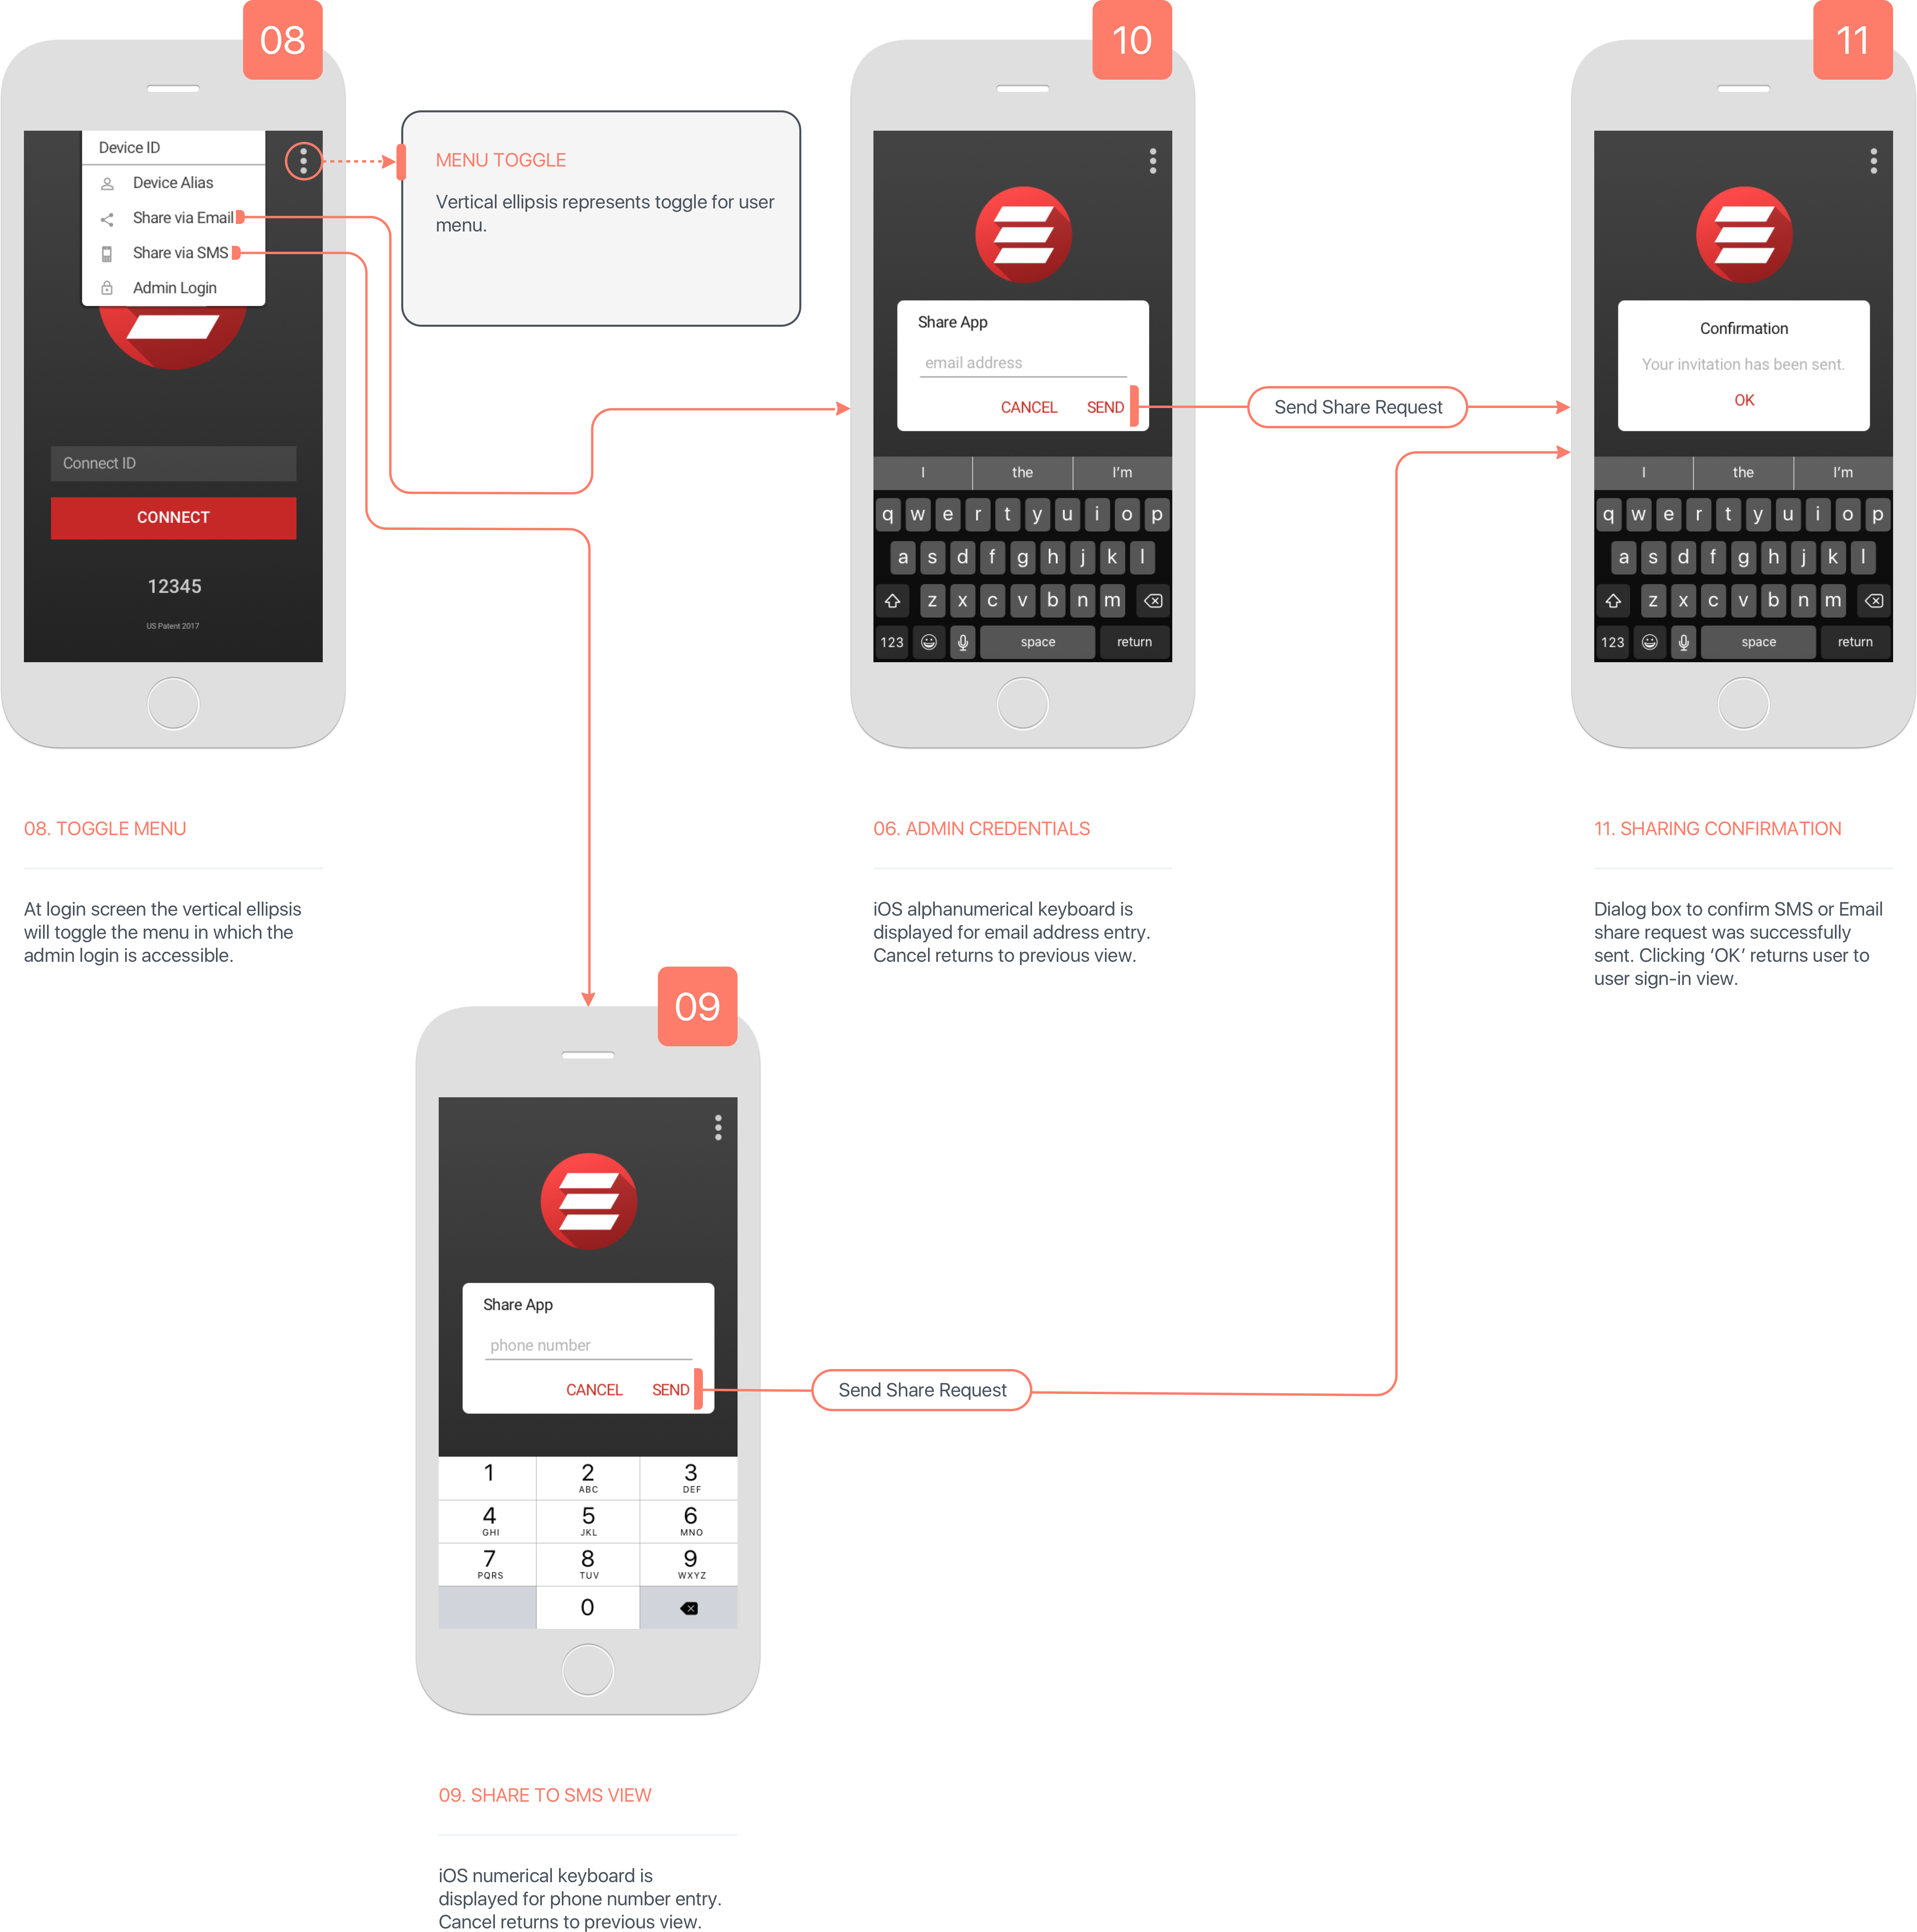 08
Device ID
Device Alias
Share via Email
Share via SMS
Admin Login
Connect ID
CONNECT
12345
US Patent 2017
MENU TOGGLE
Vertical ellipsis represents toggle for user
menu.
10
Share App
email address
CANCEL SEND
I the I’m
q w e r t y u i o p
a s d f g h j k l
z x c v b n m
123 space return
Send Share Request
11
Confirmation
Your invitation has been sent.
OK
I the I’m
q w e r t y u i o p
a s d f g h j k l
z x c v b n m
123 space return
08. TOGGLE MENU
At login screen the vertical ellipsis
will toggle the menu in which the
admin login is accessible.
06. ADMIN CREDENTIALS
iOS alphanumerical keyboard is
displayed for email address entry.
Cancel returns to previous view.
11. SHARING CONFIRMATION
Dialog box to confirm SMS or Email
share request was successfully
sent. Clicking ‘OK‘ returns user to
user sign-in view.
09
Share App
phone number
CANCEL SEND
1 2 3
ABC DEF
4 5 6
GHI JKL MNO
7 8 9
PQRS TUV WXYZ
0
Send Share Request
09. SHARE TO SMS VIEW
iOS numerical keyboard is
displayed for phone number entry.
Cancel returns to previous view.